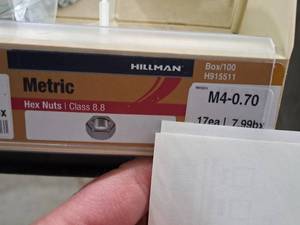 HILLMAN
Box/100
H915511
Metric
Hex Nuts | Class 8.8
M4-0.70
17ea | 7.99bx